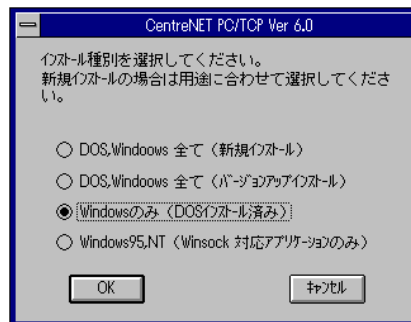 CentreNET PC/TCP Ver 6.0
ｲﾝｽﾄｰﾙ種別を選択してください。
新規ｲﾝｽﾄｰﾙの場合は用途に合わせて選択してくださ
い。
DOS,Windoows 全て（新規ｲﾝｽﾄｰﾙ）
DOS,Windoows 全て（ﾊﾞｰｼﾞｮﾝｱｯﾌﾟｲﾝｽﾄｰﾙ）
Windowsのみ（DOSｲﾝｽﾄｰﾙ済み）
Windows95,NT（Winsock 対応ｱﾌﾟﾘｹｰｼｮﾝのみ）
OK ｷｬﾝｾﾙ